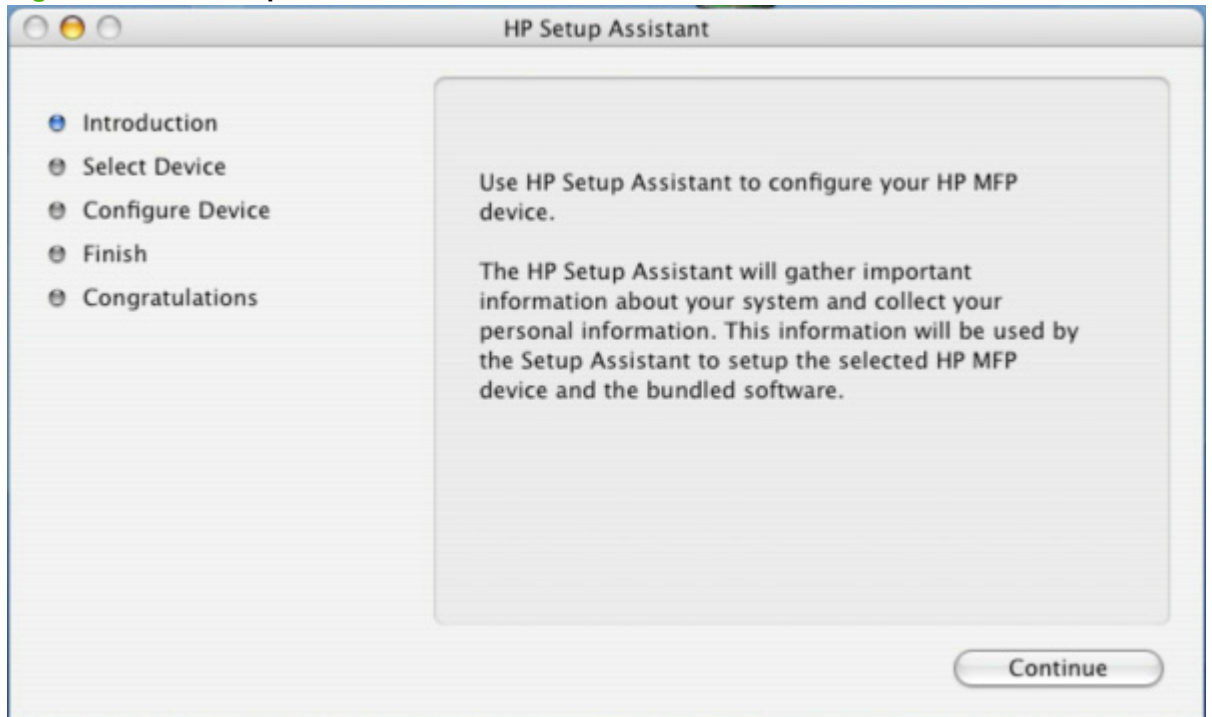 HP Setup Assistant
Introduction
Select Device
Configure Device
Finish
Congratulations
Use HP Setup Assistant to configure your HP MFP
device.
The HP Setup Assistant will gather important
information about your system and collect your
personal information. This information will be used by
the Setup Assistant to setup the selected HP MFP
device and the bundled software.
Continue